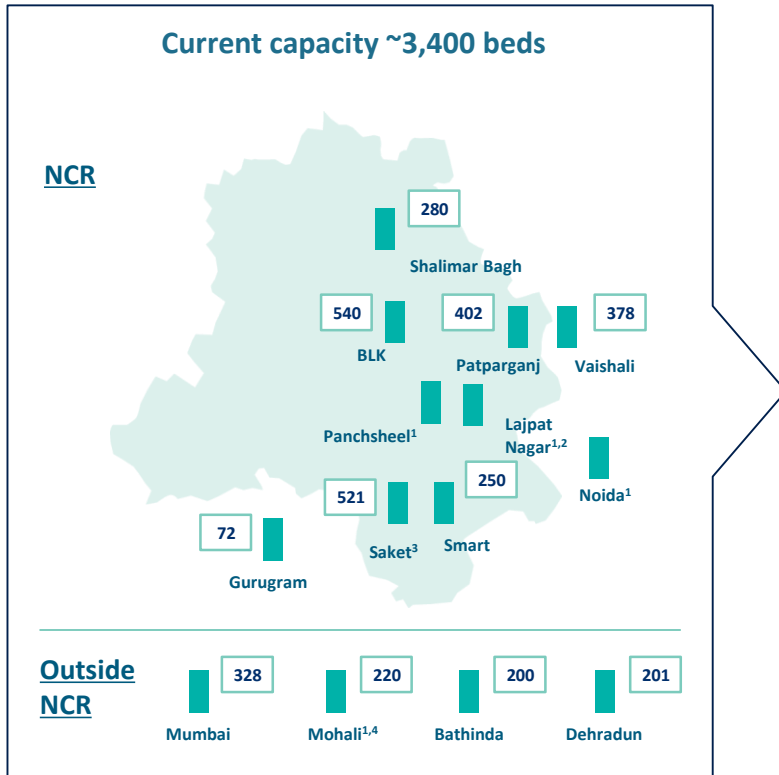 Current capacity ~3,400 beds
NCR
280
Shalimar Bagh
540
BLK
402
Patparganj
378
Vaishali
Panchsheel¹
Lajpat
Nagar¹,²
Noida¹
521
Saket³
250
Smart
72
Gurugram
Outside
NCR
328
Mumbai
220
Mohali¹,⁴
200
Bathinda
201
Dehradun